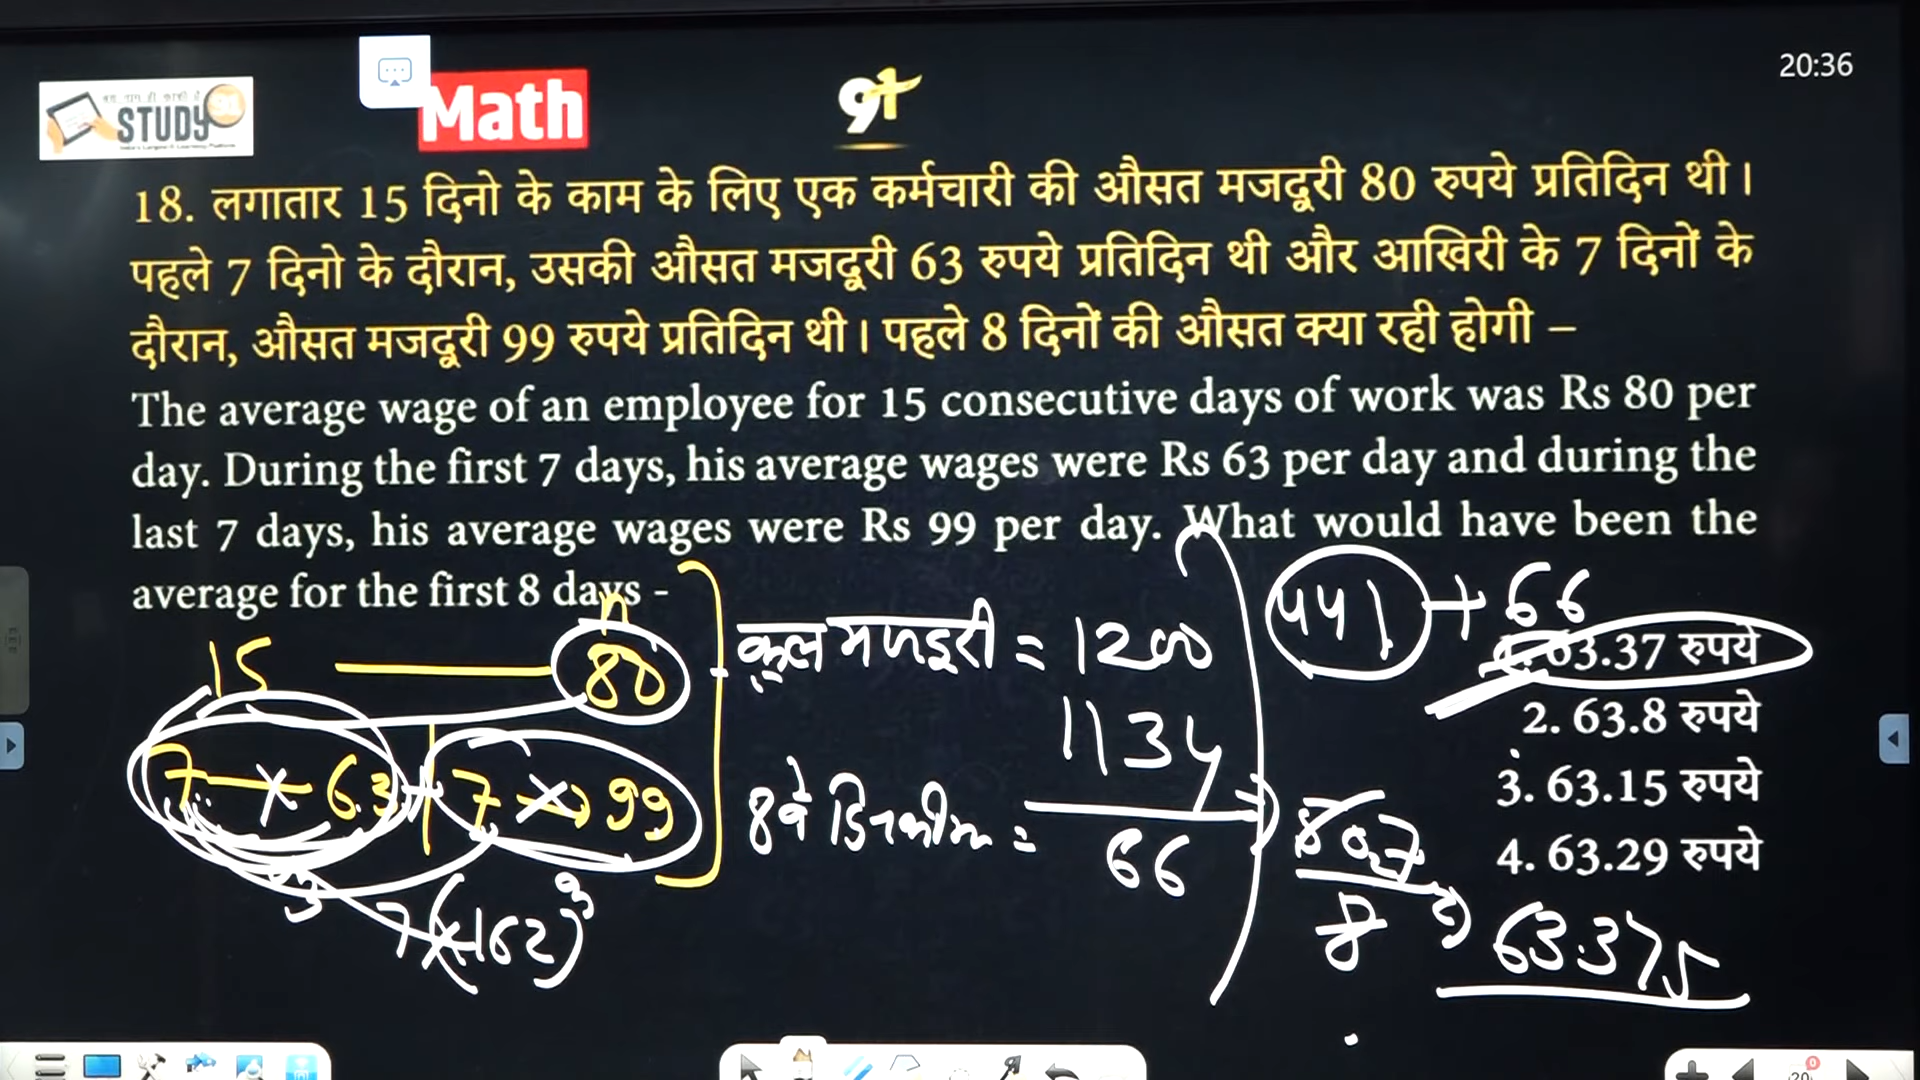 20:36
STUDY 91
Math
9+
18. लगातार 15 दिनो के काम के लिए एक कर्मचारी की औसत मजदूरी 80 रुपये प्रतिदिन थी।
पहले 7 दिनो के दौरान, उसकी औसत मजदूरी 63 रुपये प्रतिदिन थी और आखिरी के 7 दिनों के
दौरान, औसत मजदूरी 99 रुपये प्रतिदिन थी। पहले 8 दिनों की औसत क्या रही होगी –
The average wage of an employee for 15 consecutive days of work was Rs 80 per
day. During the first 7 days, his average wages were Rs 63 per day and during the
last 7 days, his average wages were Rs 99 per day. What would have been the
average for the first 8 days -
441 + 66
15 — 80
कुल मजदूरी = 1200
63.37 रुपये
1134
2. 63.8 रुपये
7 × 63 + 7 × 99
3. 63.15 रुपये
8वे = 66
507
4. 63.29 रुपये
8
7(162)
63.375